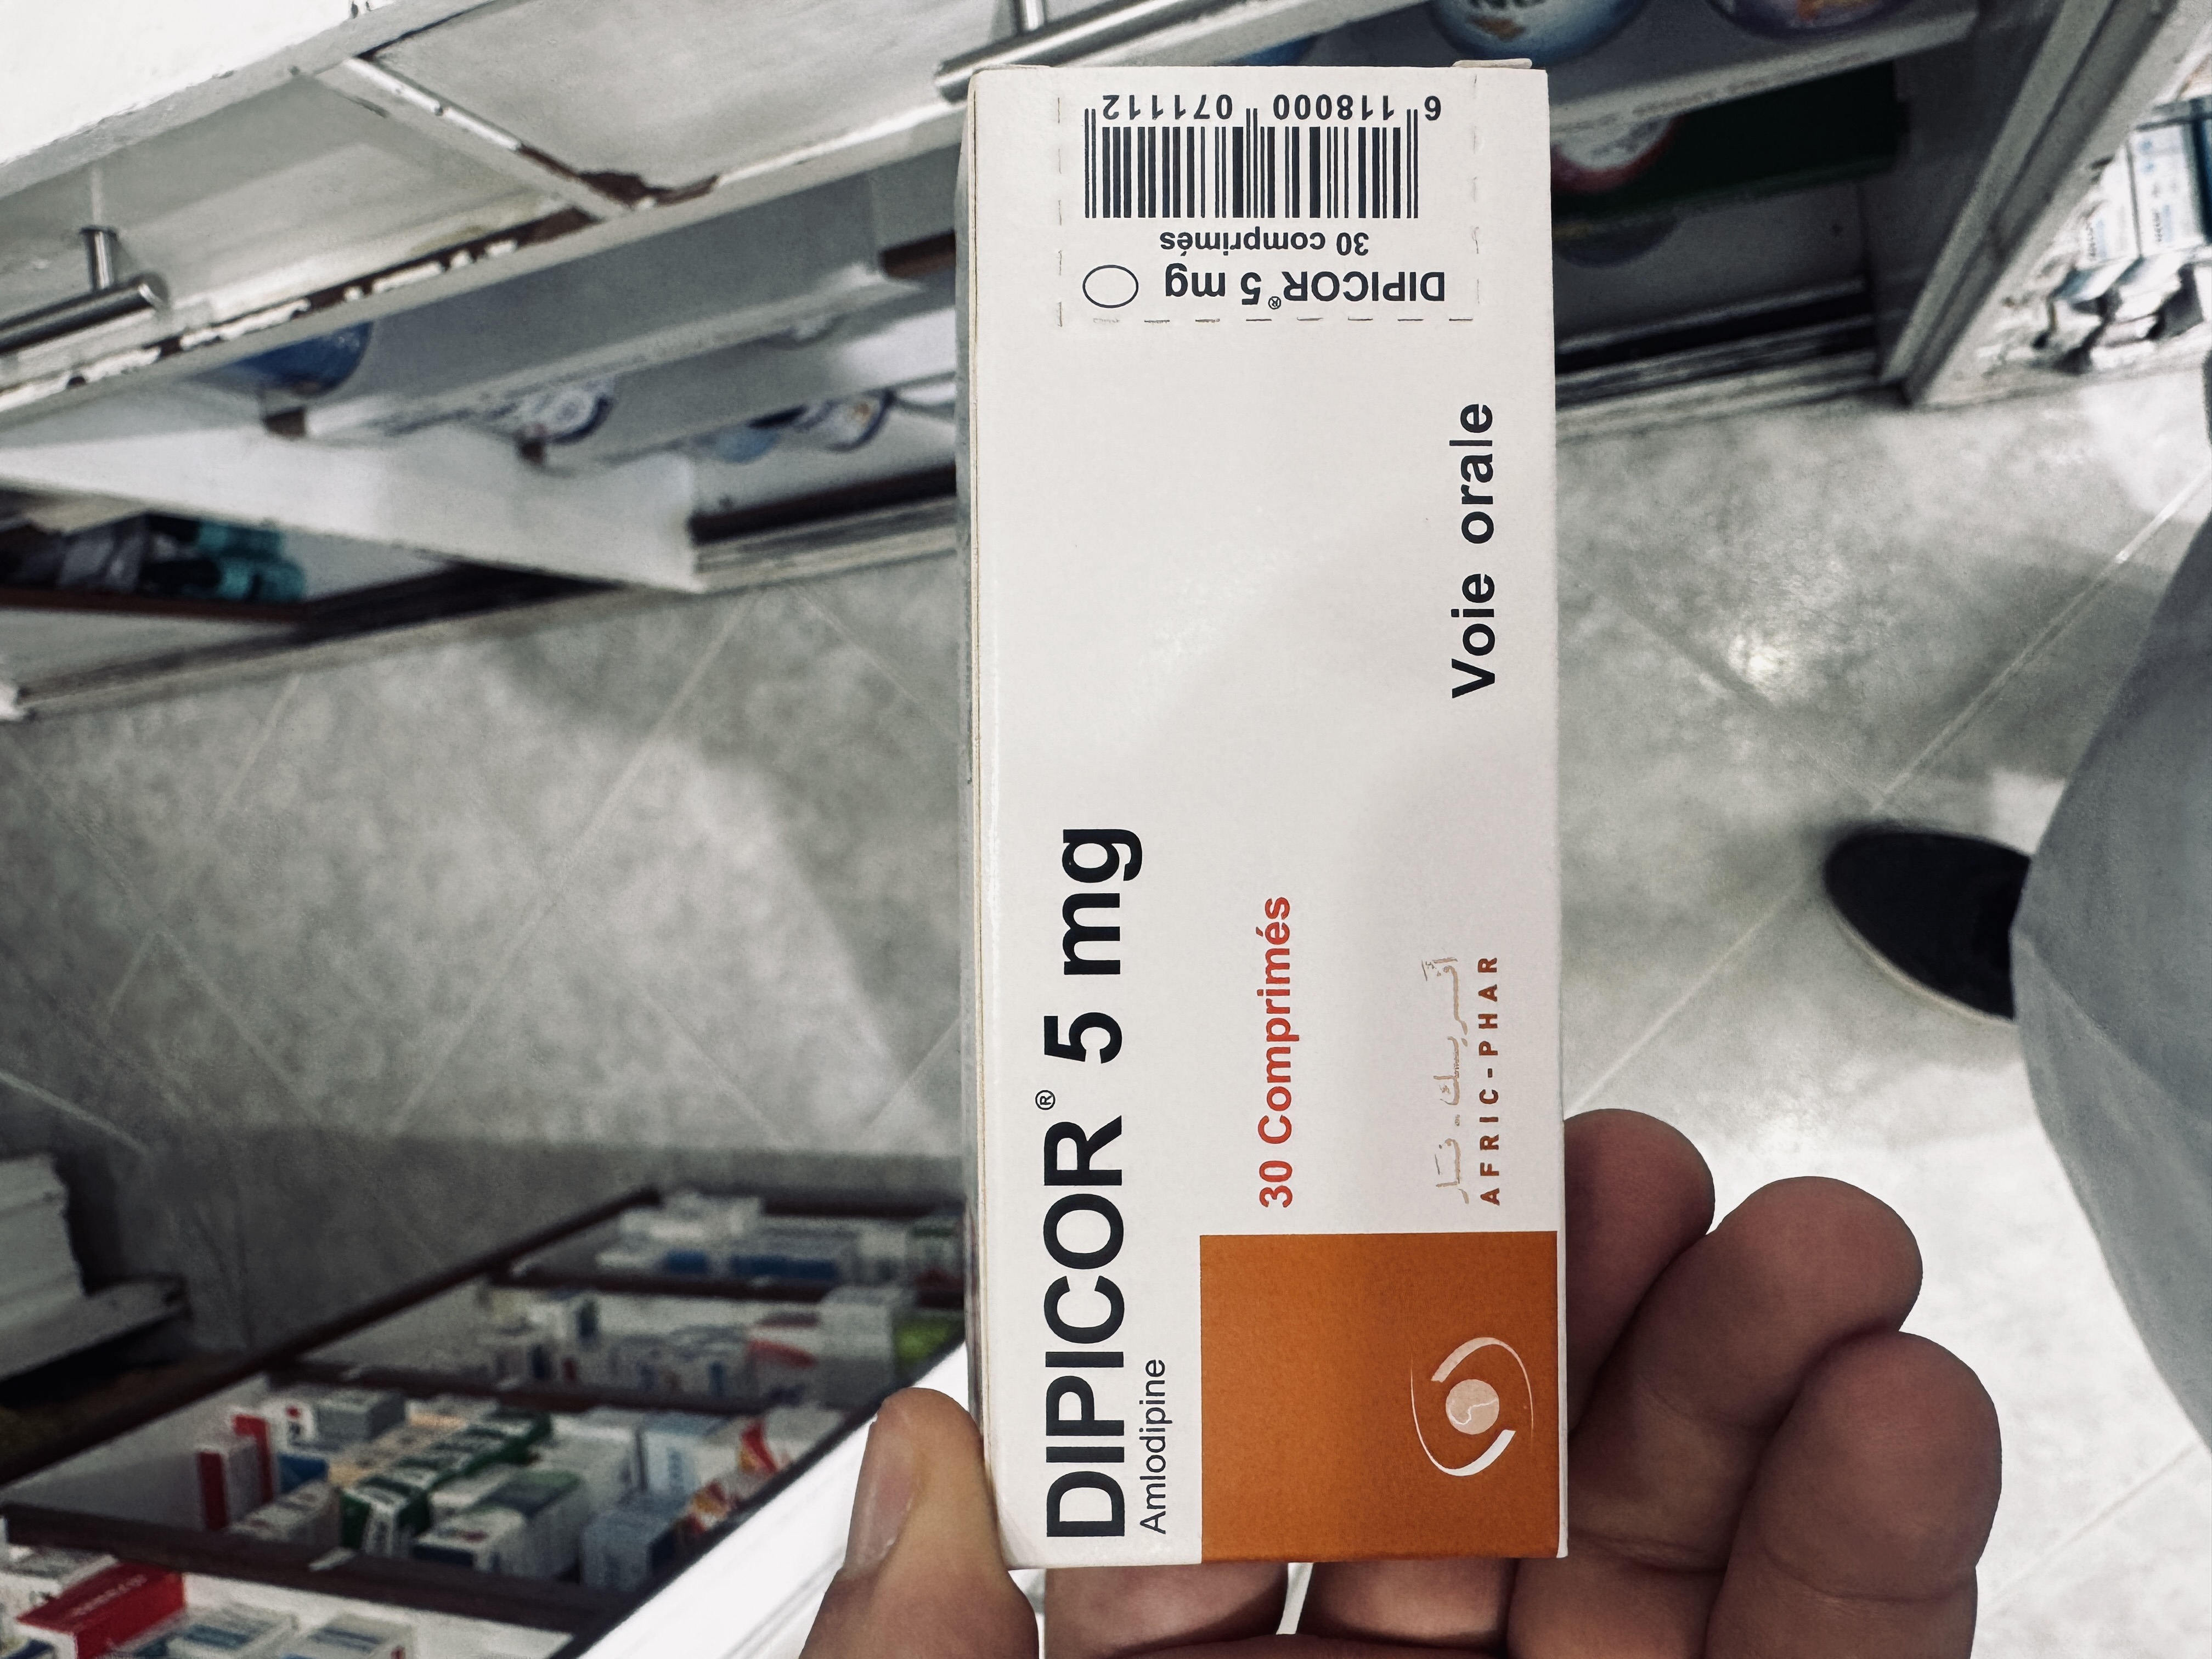 DIPICOR® 5 mg
Amlodipine
30 Comprimés
أفريك - فار
AFRIC-PHAR
Voie orale
DIPICOR® 5 mg
30 comprimés
6 118000 071112